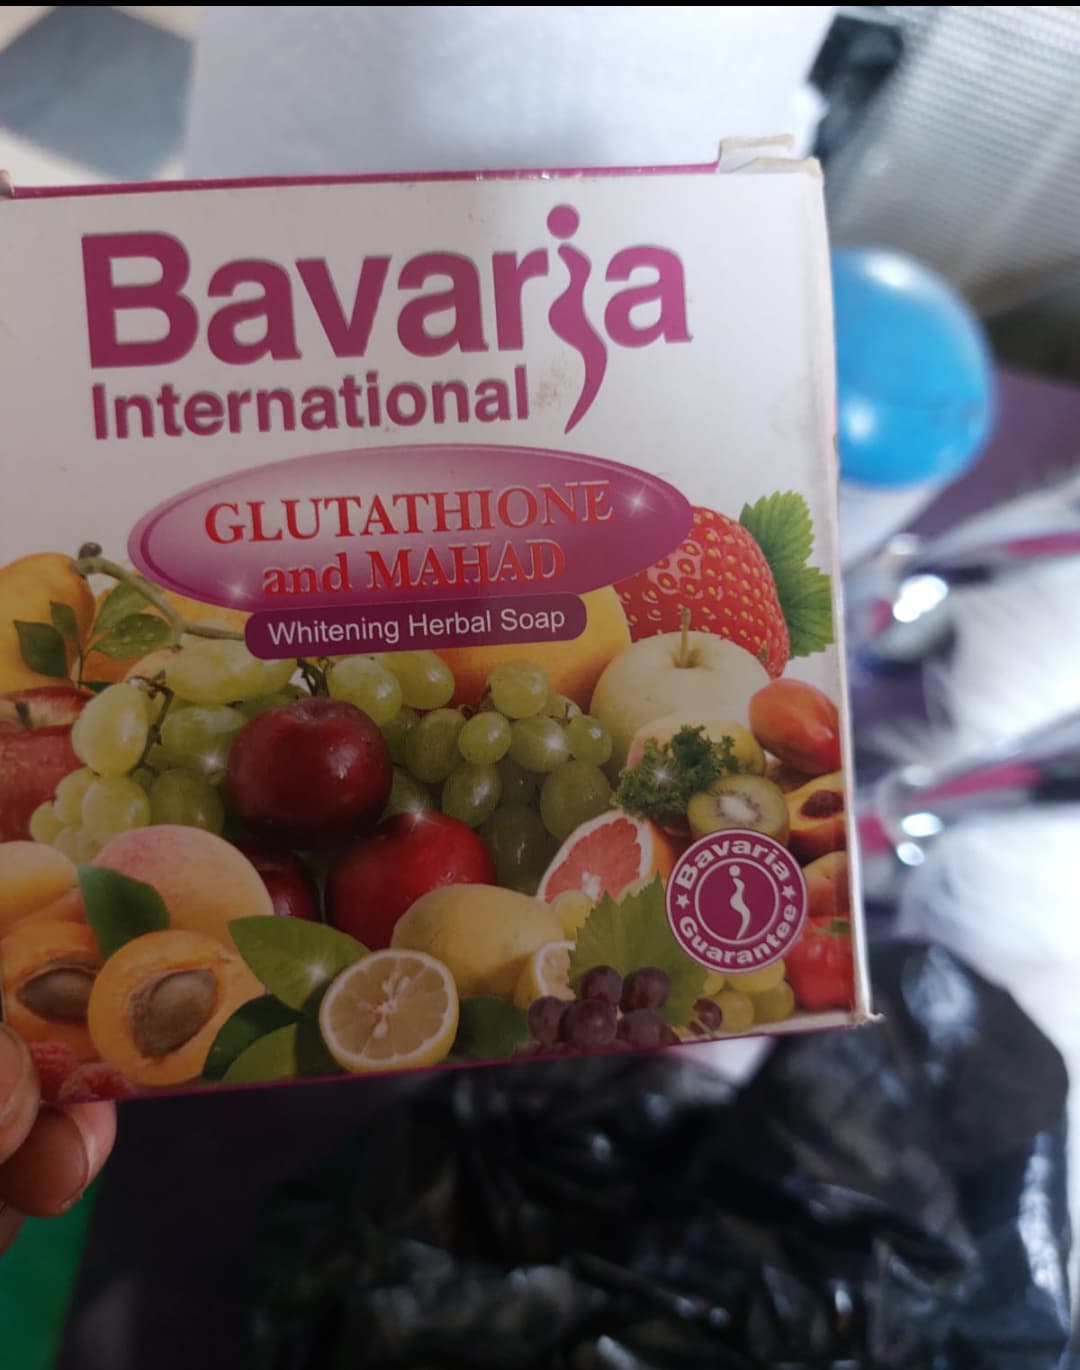 Bavaria
International
GLUTATHIONE
and MAHAD
Whitening Herbal Soap
Bavaria
Guarantee